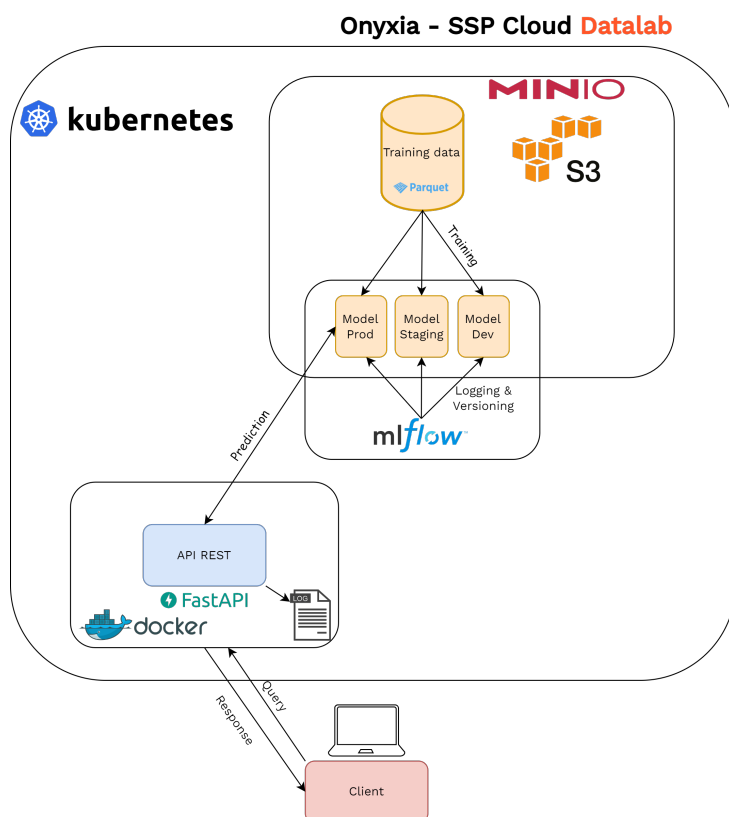 Onyxia - SSP Cloud Datalab
kubernetes
MINIO
S3
Training data
Parquet
Training
Model
Prod
Model
Staging
Model
Dev
Logging &
Versioning
mlflow™
Prediction
API REST
FastAPI
LOG
docker
Query
Response
Client